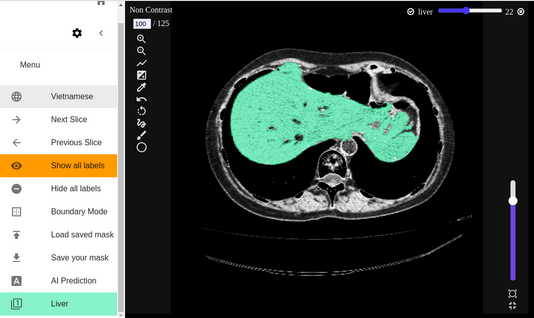 Non Contrast
100 / 125
liver
22
Menu
Vietnamese
Next Slice
Previous Slice
Show all labels
Hide all labels
Boundary Mode
Load saved mask
Save your mask
A AI Prediction
1 Liver